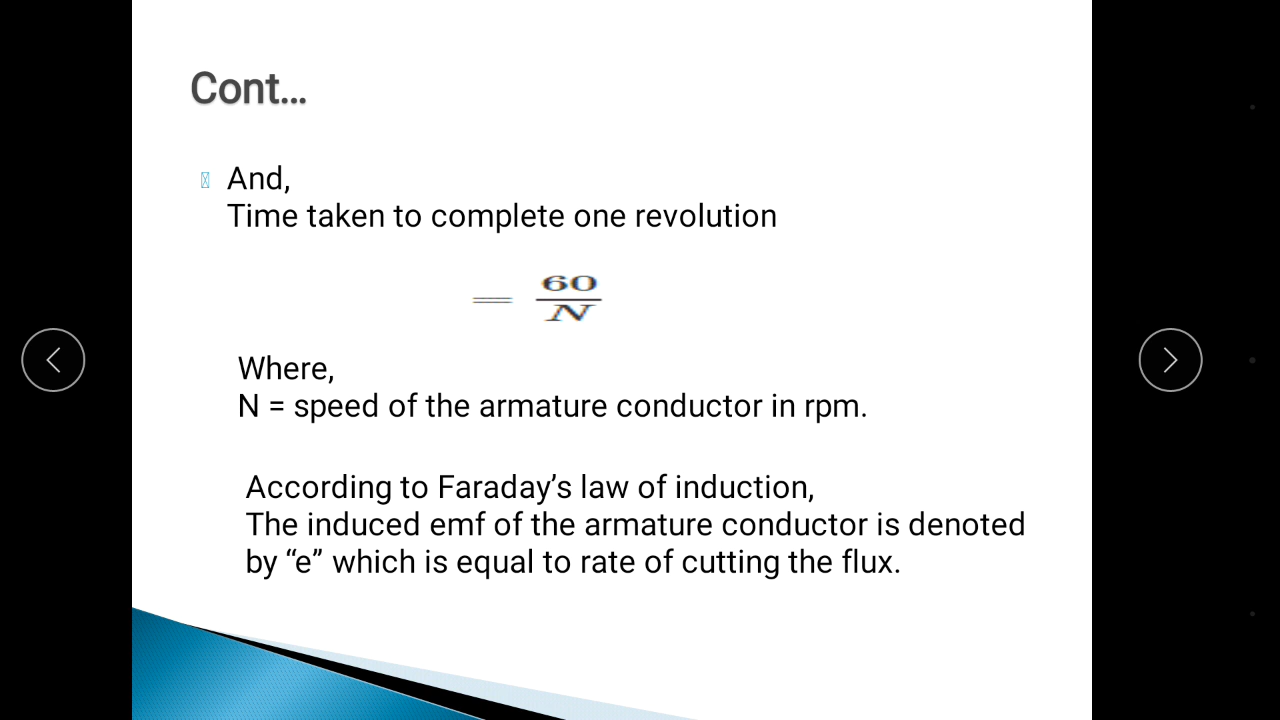 Cont...
And,
Time taken to complete one revolution
= 60/N
Where,
N = speed of the armature conductor in rpm.
According to Faraday’s law of induction,
The induced emf of the armature conductor is denoted
by “e” which is equal to rate of cutting the flux.